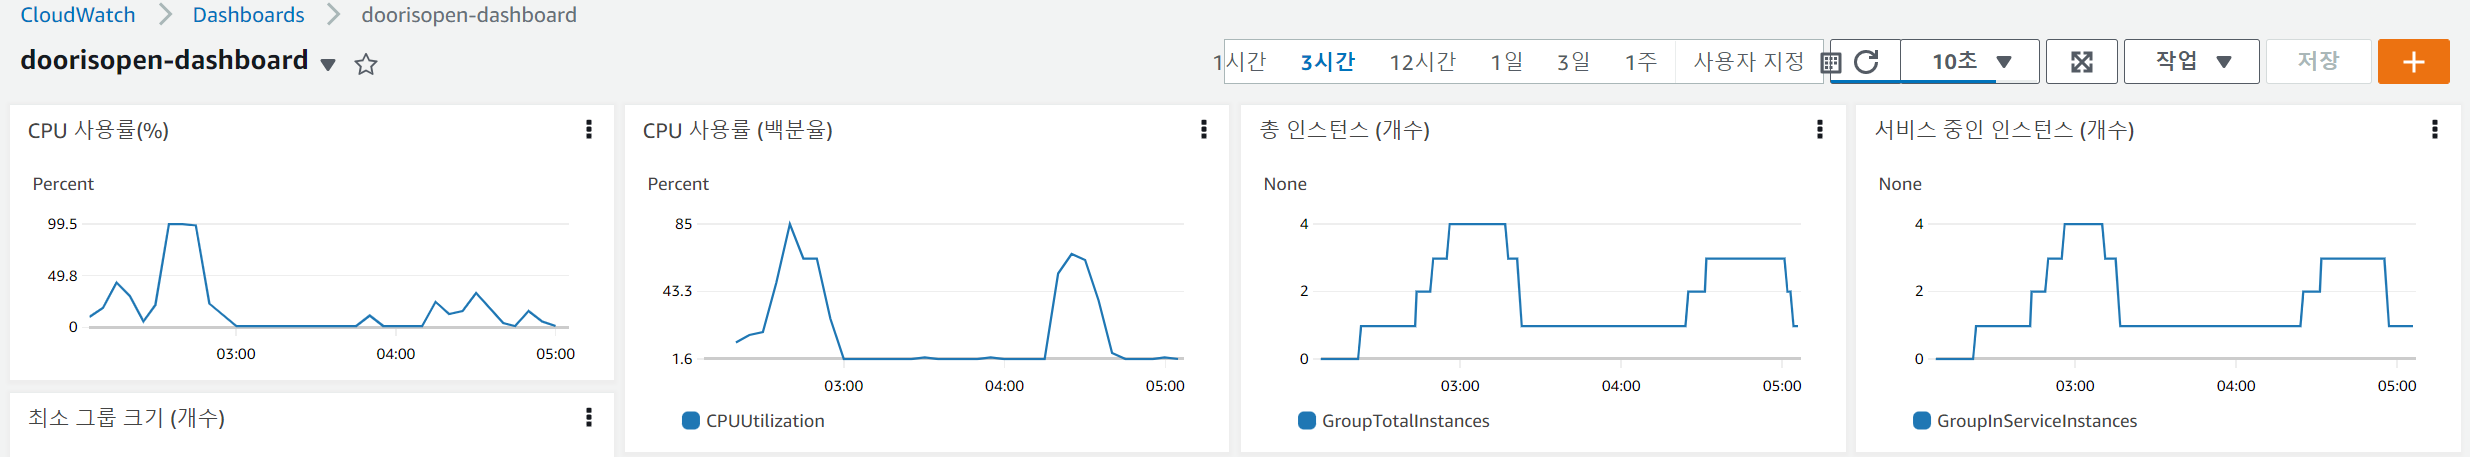 CloudWatch > Dashboards > doorisopen-dashboard
doorisopen-dashboard
1시간 3시간 12시간 1일 3일 1주 사용자 지정 10초 작업 저장
CPU 사용률(%)
Percent
99.5
49.8
0
03:00 04:00 05:00
CPU 사용률 (백분율)
Percent
85
43.3
1.6
03:00 04:00 05:00
CPUUtilization
총 인스턴스 (개수)
None
4
2
0
03:00 04:00 05:00
GroupTotalInstances
서비스 중인 인스턴스 (개수)
None
4
2
0
03:00 04:00 05:00
GroupInServiceInstances
최소 그룹 크기 (개수)